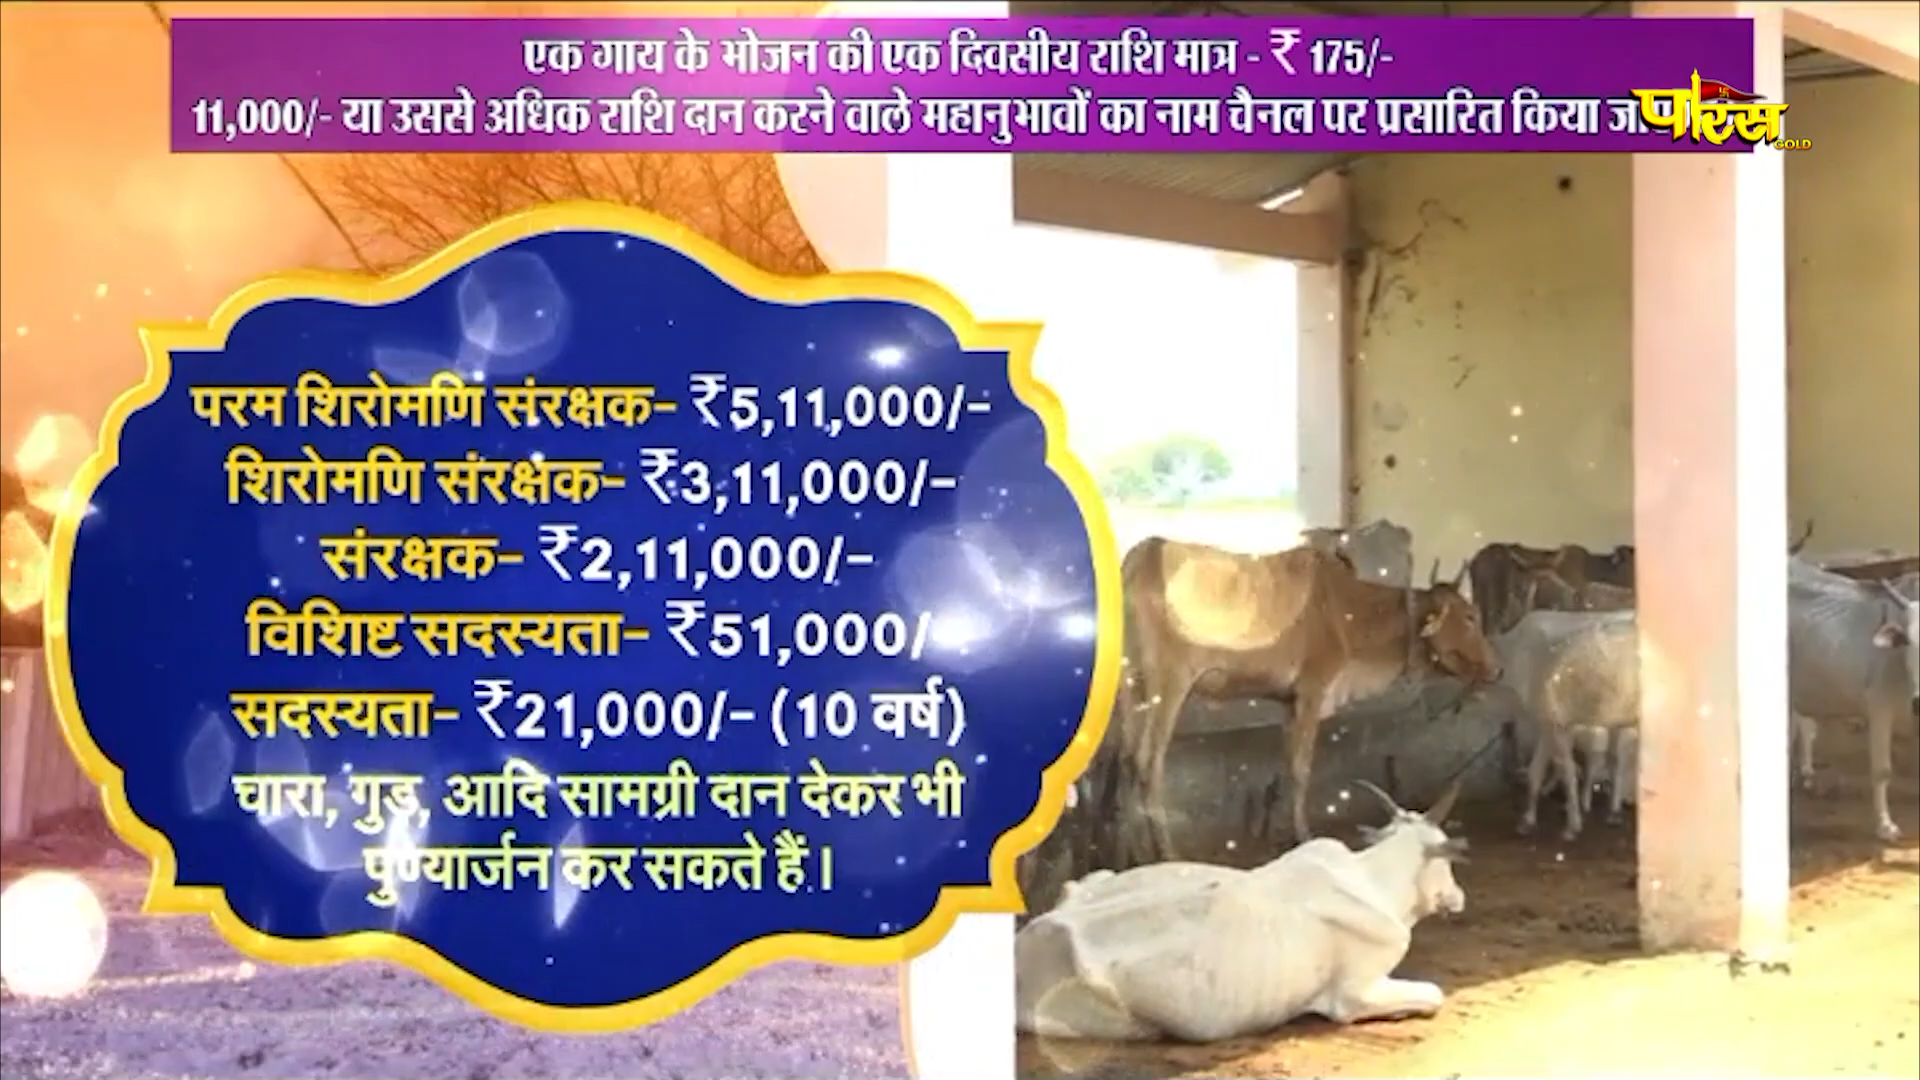 एक गाय के भोजन की एक दिवसीय राशि मात्र - ₹ 175/-
11,000/- या उससे अधिक राशि दान करने वाले महानुभावों का नाम चैनल पर प्रसारित किया
पारस
GOLD
परम शिरोमणि संरक्षक- ₹5,11,000/-
शिरोमणि संरक्षक- ₹3,11,000/-
संरक्षक- ₹2,11,000/-
विशिष्ट सदस्यता- ₹51,000/-
सदस्यता- ₹21,000/- (10 वर्ष)
चारा, गुड़, आदि सामग्री दान देकर भी
पुण्यार्जन कर सकते हैं।